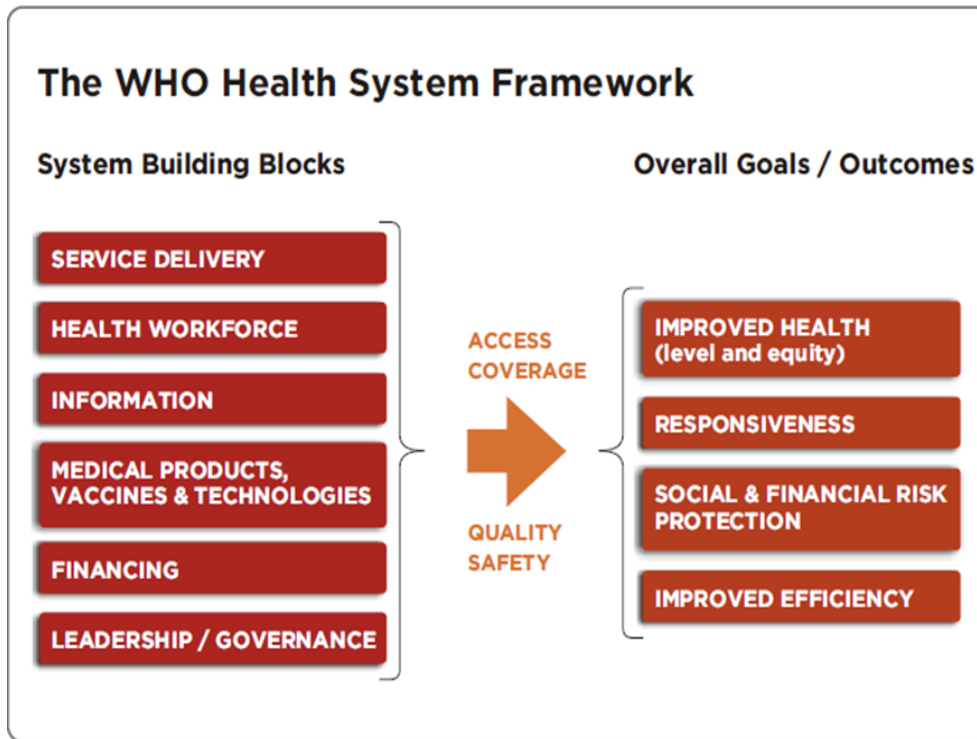 The WHO Health System Framework
System Building Blocks
SERVICE DELIVERY
HEALTH WORKFORCE
INFORMATION
MEDICAL PRODUCTS,
VACCINES & TECHNOLOGIES
FINANCING
LEADERSHIP / GOVERNANCE
ACCESS
COVERAGE
QUALITY
SAFETY
Overall Goals / Outcomes
IMPROVED HEALTH
(level and equity)
RESPONSIVENESS
SOCIAL & FINANCIAL RISK
PROTECTION
IMPROVED EFFICIENCY